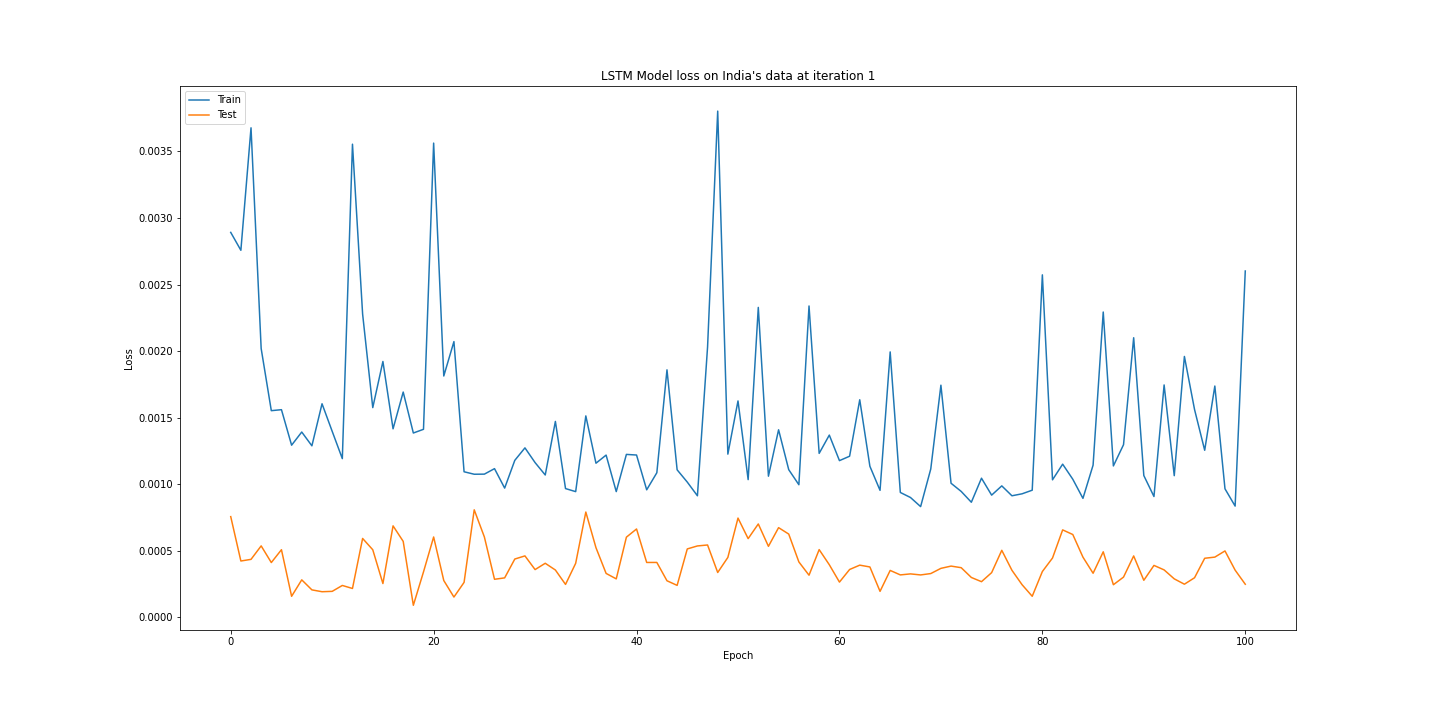 LSTM Model loss on India's data at iteration 1
Train
Test
0.0035
0.0030
0.0025
0.0020
0.0015
0.0010
0.0005
0.0000
Loss
0 20 40 60 80 100
Epoch